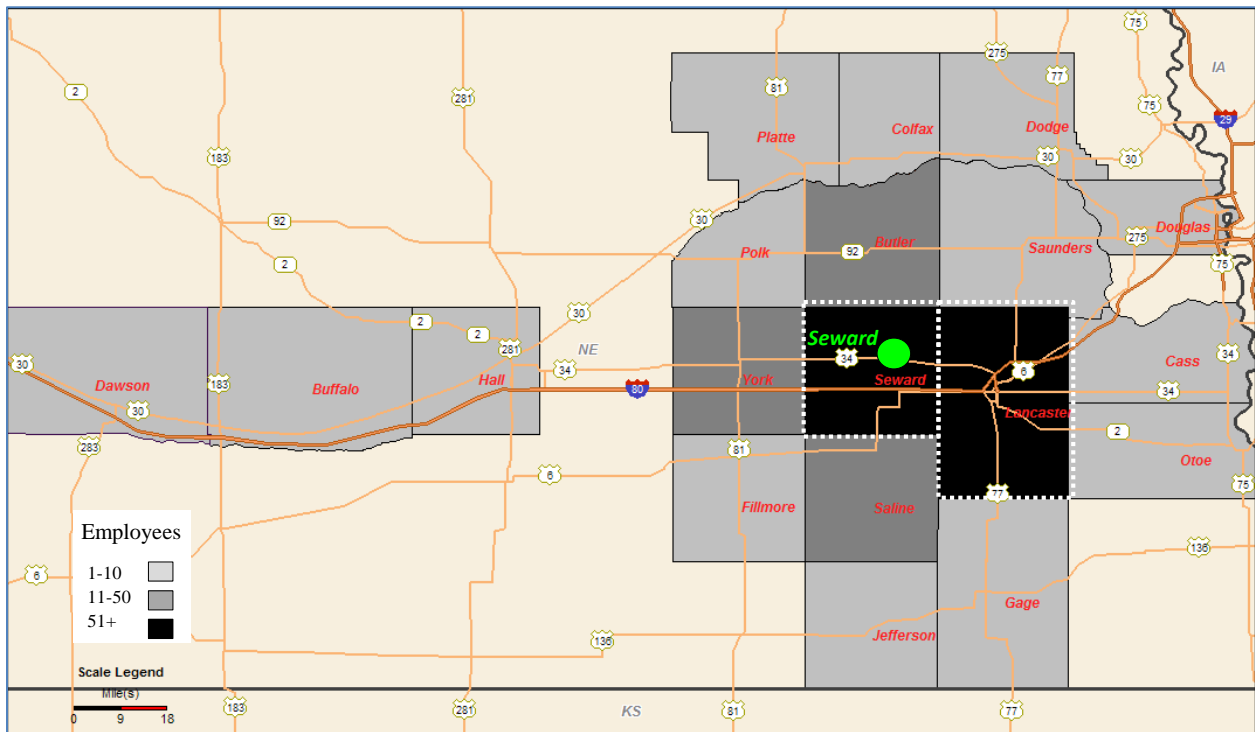 75
275
77
IA
2
81
281
75
29
Platte
Colfax
Dodge
183
30
30
92
30
Douglas
Polk
92
Butler
Saunders
275
2
75
30
2
2
281
Seward
34
NE
34
30
183
Dawson
Buffalo
Hall
34
York
Seward
6
Cass
80
34
30
Lancaster
2
283
81
Otoe
6
77
75
Fillmore
Saline
Employees
1-10
11-50
51+
6
136
Gage
136
Jefferson
Scale Legend
Mile(s)
0 9 18
183
281
KS
81
77